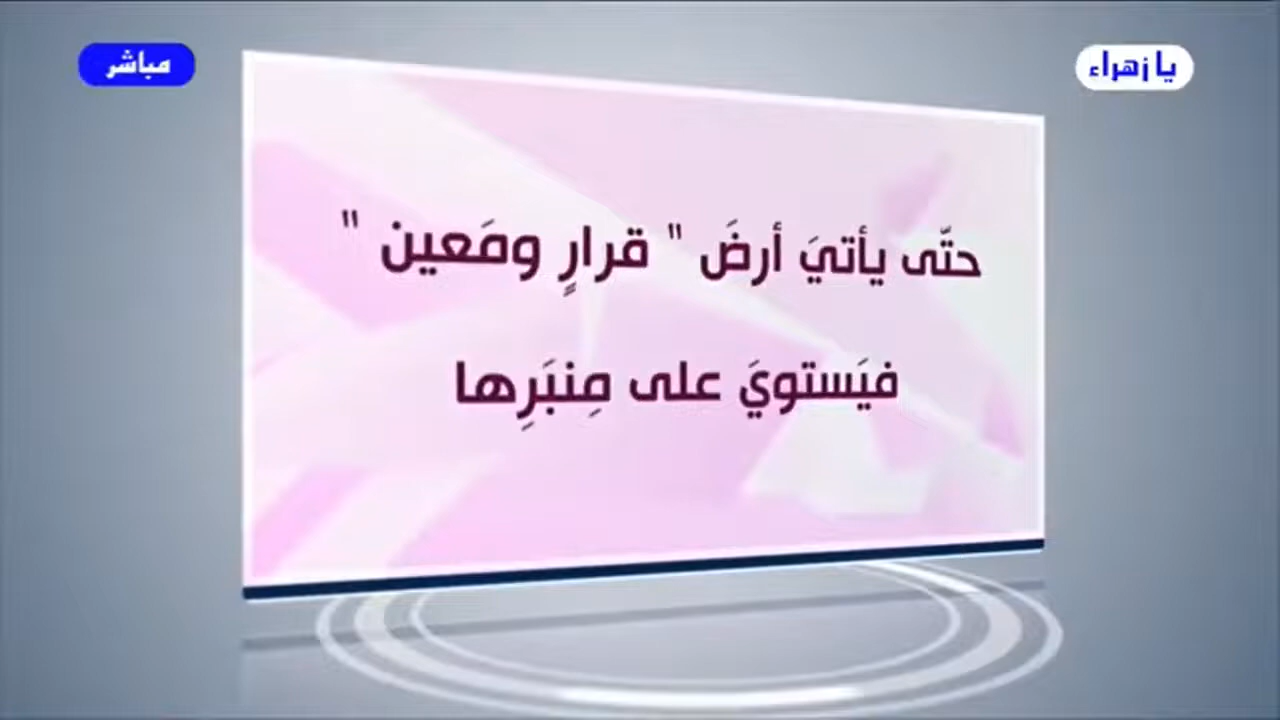 يا زهراء
مباشر
حتّى يأتيَ أرضَ " قرارٍ ومَعين "
فيَستويَ على مِنبَرِها